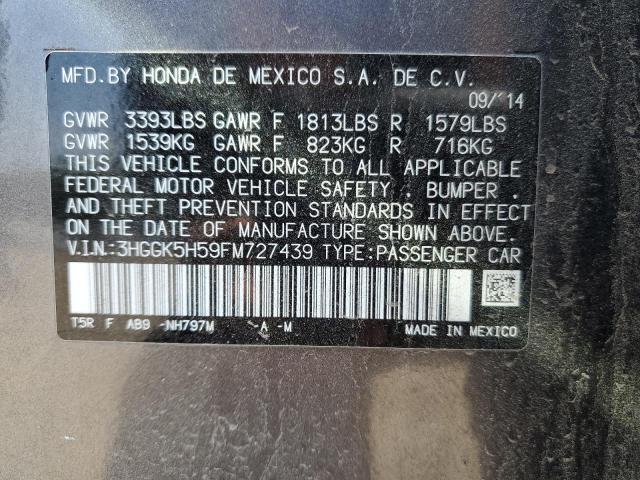 MFD.BY HONDA DE MEXICO S.A. DE C.V.
09/'14
GVWR 3393LBS GAWR F 1813LBS R 1579LBS
GVWR 1539KG GAWR F 823KG R 716KG
THIS VEHICLE CONFORMS TO ALL APPLICABLE
FEDERAL MOTOR VEHICLE SAFETY , BUMPER ,
AND THEFT PREVENTION STANDARDS IN EFFECT
ON THE DATE OF MANUFACTURE SHOWN ABOVE.
V.I.N.:3HGGK5H59FM727439 TYPE:PASSENGER CAR
T5R F AB9 -NH797M -A -M
MADE IN MEXICO